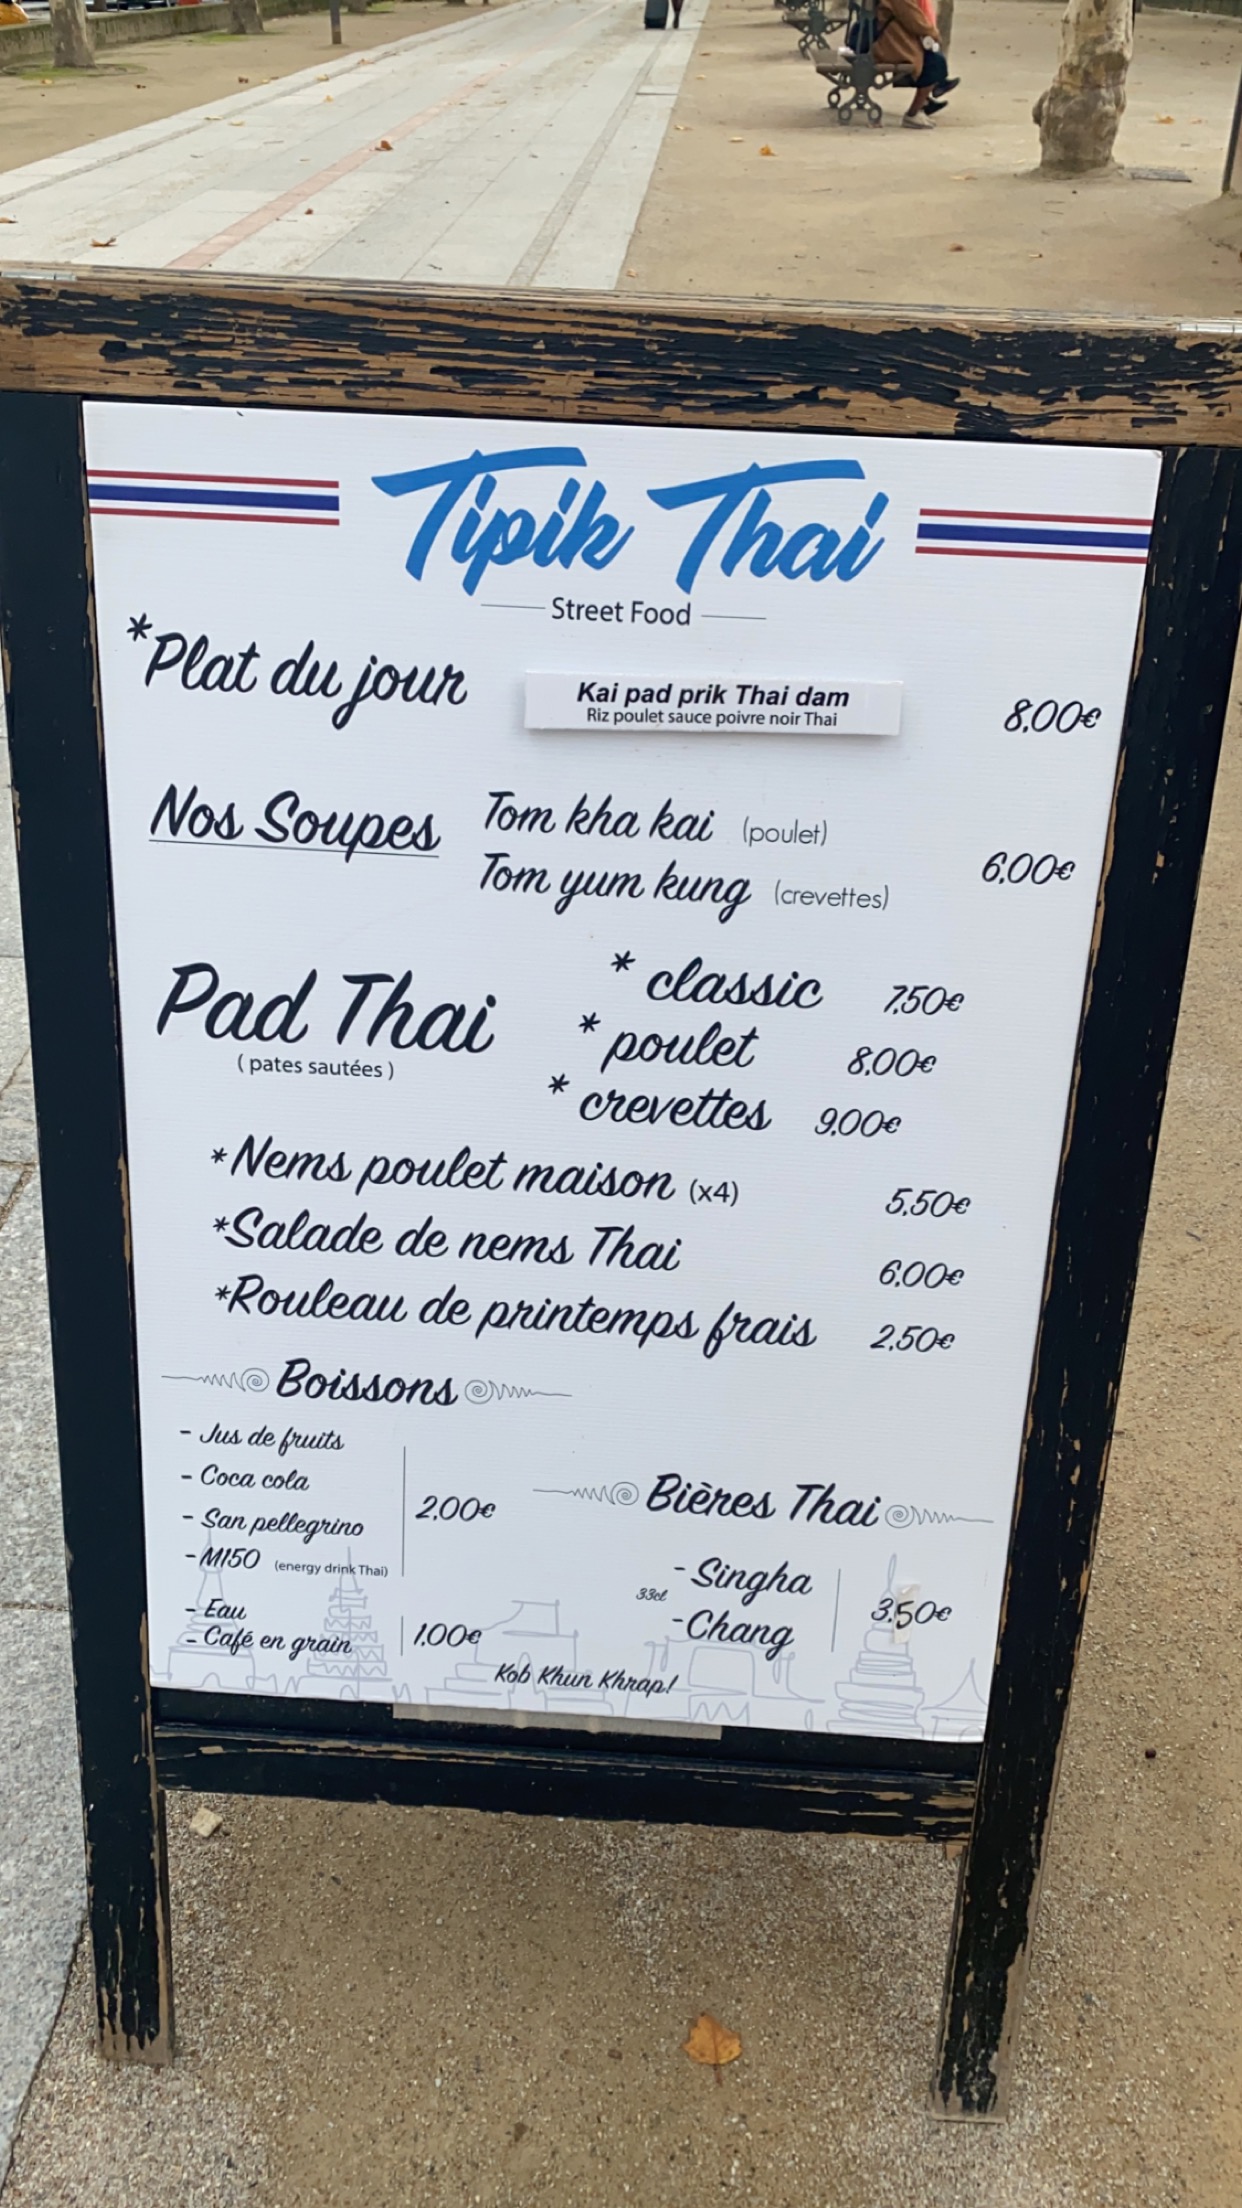 Tipik Thai
Street Food
*Plat du jour
Kai pad prik Thai dam
Riz poulet sauce poivre noir Thai
8,00€
Nos Soupes
Tom kha kai (poulet)
Tom yum kung (crevettes)
6,00€
Pad Thai
( pates sautées )
* classic 7,50€
* poulet 8,00€
* crevettes 9,00€
*Nems poulet maison (x4) 5,50€
*Salade de nems Thai 6,00€
*Rouleau de printemps frais 2,50€
Boissons
- Jus de fruits
- Coca cola
- San pellegrino
- M150 (energy drink Thai)
2,00€
- Eau
- Café en grain
1,00€
Bières Thai
33cl
- Singha
- Chang
3,50€
Kob Khun Khrap!